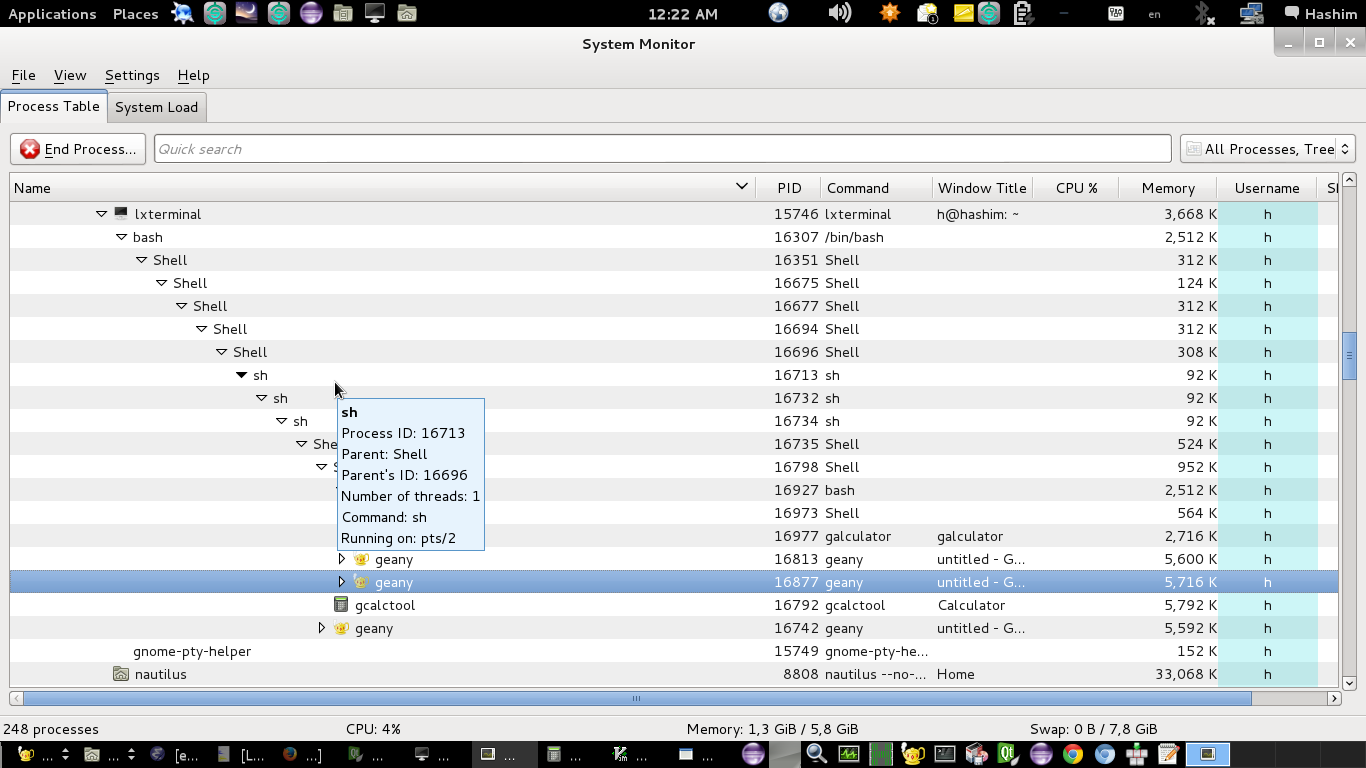 Applications Places 12:22 AM en Hashim
System Monitor
File View Settings Help
Process Table System Load
End Process... Quick search All Processes, Tree
Name PID Command Window Title CPU % Memory Username
lxterminal 15746 lxterminal h@hashim: ~ 3,668 K h
bash 16307 /bin/bash 2,512 K h
Shell 16351 Shell 312 K h
Shell 16675 Shell 124 K h
Shell 16677 Shell 312 K h
Shell 16694 Shell 312 K h
Shell 16696 Shell 308 K h
sh 16713 sh 92 K h
sh 16732 sh 92 K h
sh 16734 sh 92 K h
She 16735 Shell 524 K h
16798 Shell 952 K h
16927 bash 2,512 K h
16973 Shell 564 K h
16977 galculator galculator 2,716 K h
sh
Process ID: 16713
Parent: Shell
Parent's ID: 16696
Number of threads: 1
Command: sh
Running on: pts/2
geany 16813 geany untitled - G... 5,600 K h
geany 16877 geany untitled - G... 5,716 K h
gcalctool 16792 gcalctool Calculator 5,792 K h
geany 16742 geany untitled - G... 5,592 K h
gnome-pty-helper 15749 gnome-pty-he... 152 K h
nautilus 8808 nautilus --no-... Home 33,068 K h
248 processes CPU: 4% Memory: 1,3 GiB / 5,8 GiB Swap: 0 B / 7,8 GiB
... ... [e... [L... ...] ... ... ... ... ...